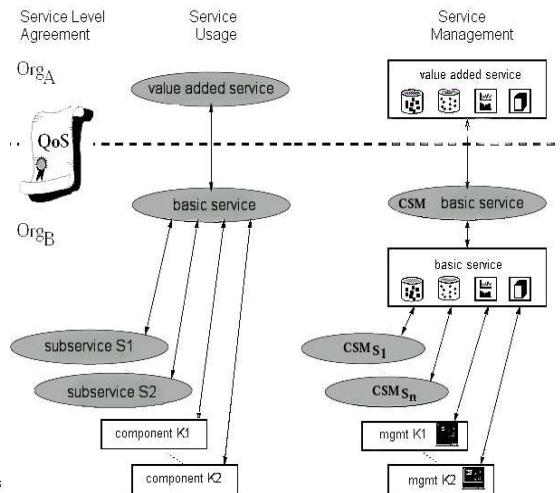 Service Level
Agreement
Service
Usage
Service
Management
OrgA
value added service
value added service
QoS
basic service
CSM basic service
OrgB
basic service
subservice S1
CSMS1
subservice S2
CSMSn
component K1
mgmt K1
component K2
mgmt K2
s